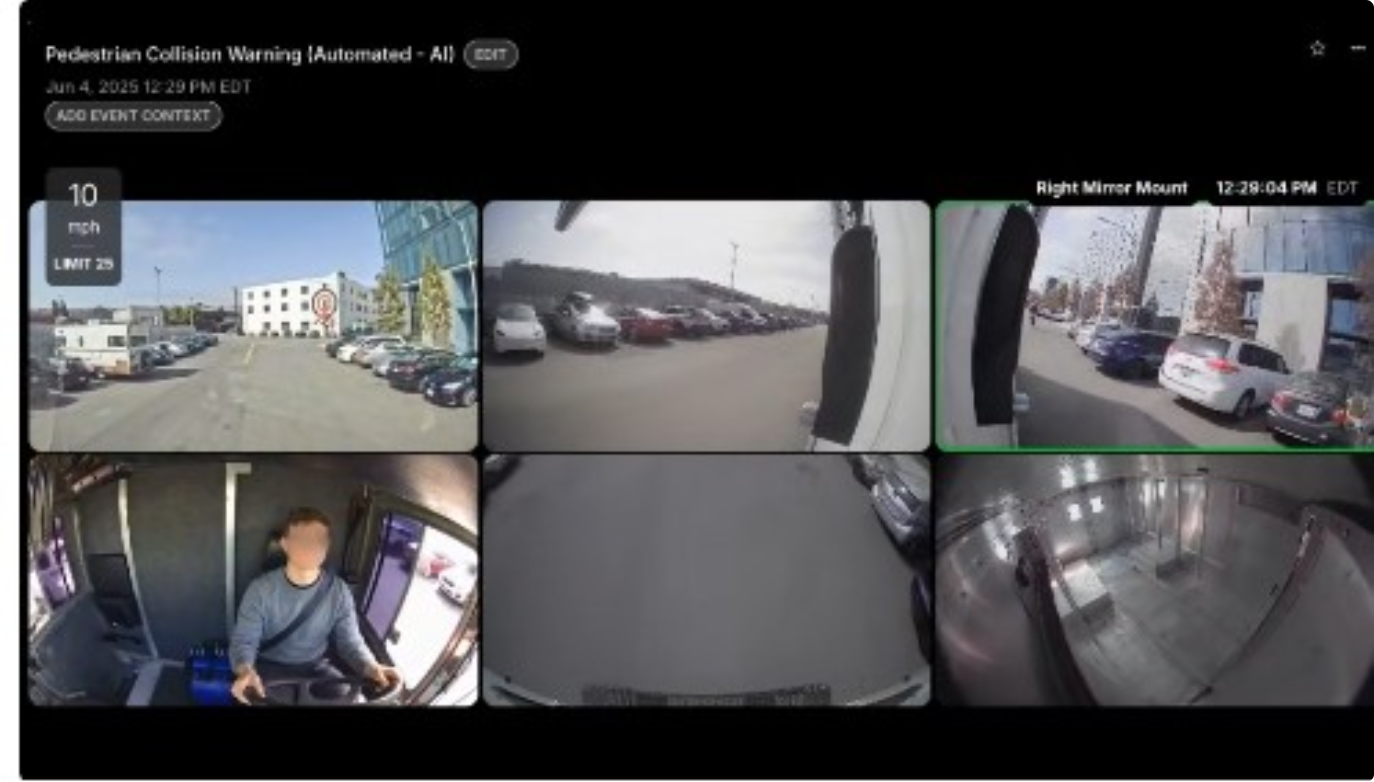 Pedestrian Collision Warning (Automated - AI) EDIT
Jun 4, 2025 12:29 PM EDT
ADD EVENT CONTEXT
10
mph
LIMIT 25
Right Mirror Mount 12:29:04 PM EDT